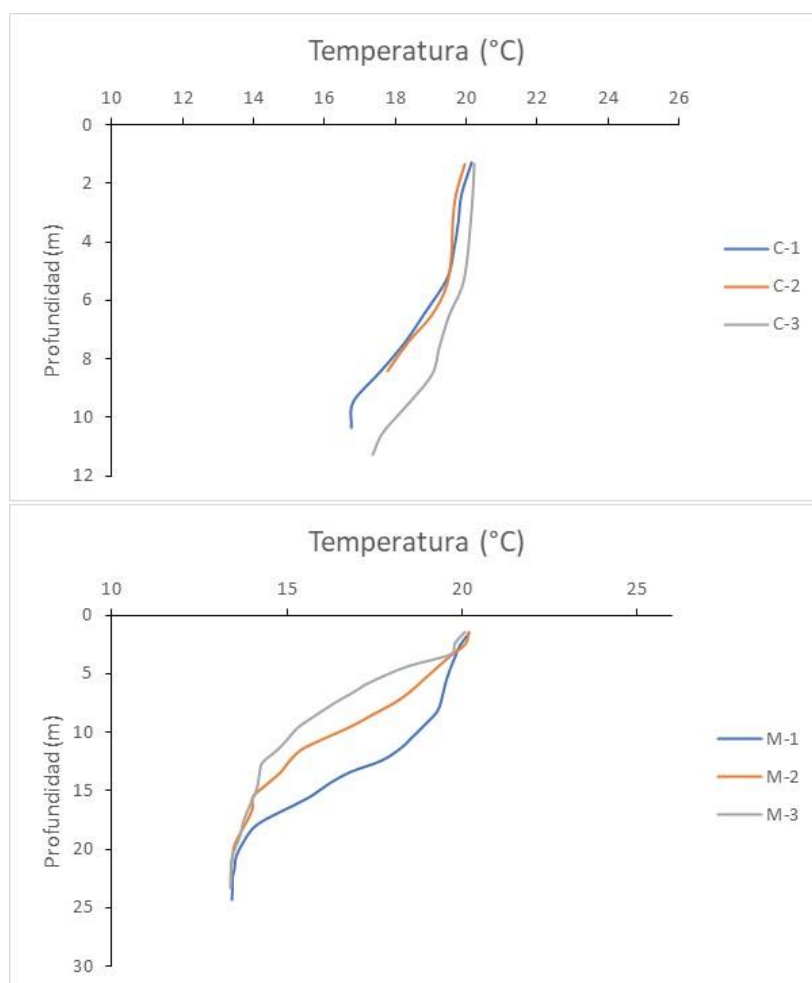 Temperatura (°C)
10 12 14 16 18 20 22 24 26
0
2
4
6
8
10
12
Profundidad (m)
C-1
C-2
C-3
Temperatura (°C)
10 15 20 25
0
5
10
15
20
25
30
Profundidad (m)
M-1
M-2
M-3